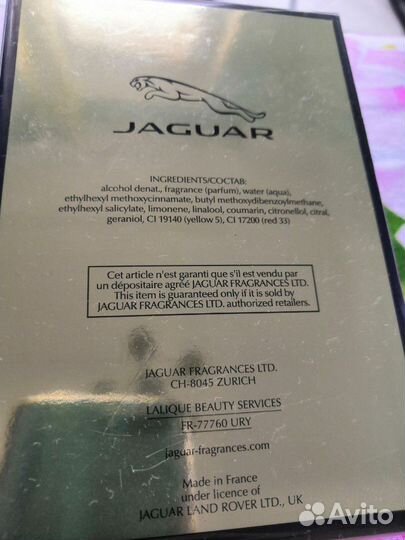 JAGUAR
INGREDIENTS/СОСТАВ:
alcohol denat., fragrance (parfum), water (aqua),
ethylhexyl methoxycinnamate, butyl methoxydibenzoylmethane,
ethylhexyl salicylate, limonene, linalool, coumarin, citronellol, citral,
geraniol, CI 19140 (yellow 5), CI 17200 (red 33)
Cet article n'est garanti que s'il est vendu par
un dépositaire agréé JAGUAR FRAGRANCES LTD.
This item is guaranteed only if it is sold by
JAGUAR FRAGRANCES LTD. authorized retailers.
JAGUAR FRAGRANCES LTD.
CH-8045 ZURICH
LALIQUE BEAUTY SERVICES
FR-77760 URY
jaguar-fragrances.com
Made in France
under licence of
JAGUAR LAND ROVER LTD., UK
Avito